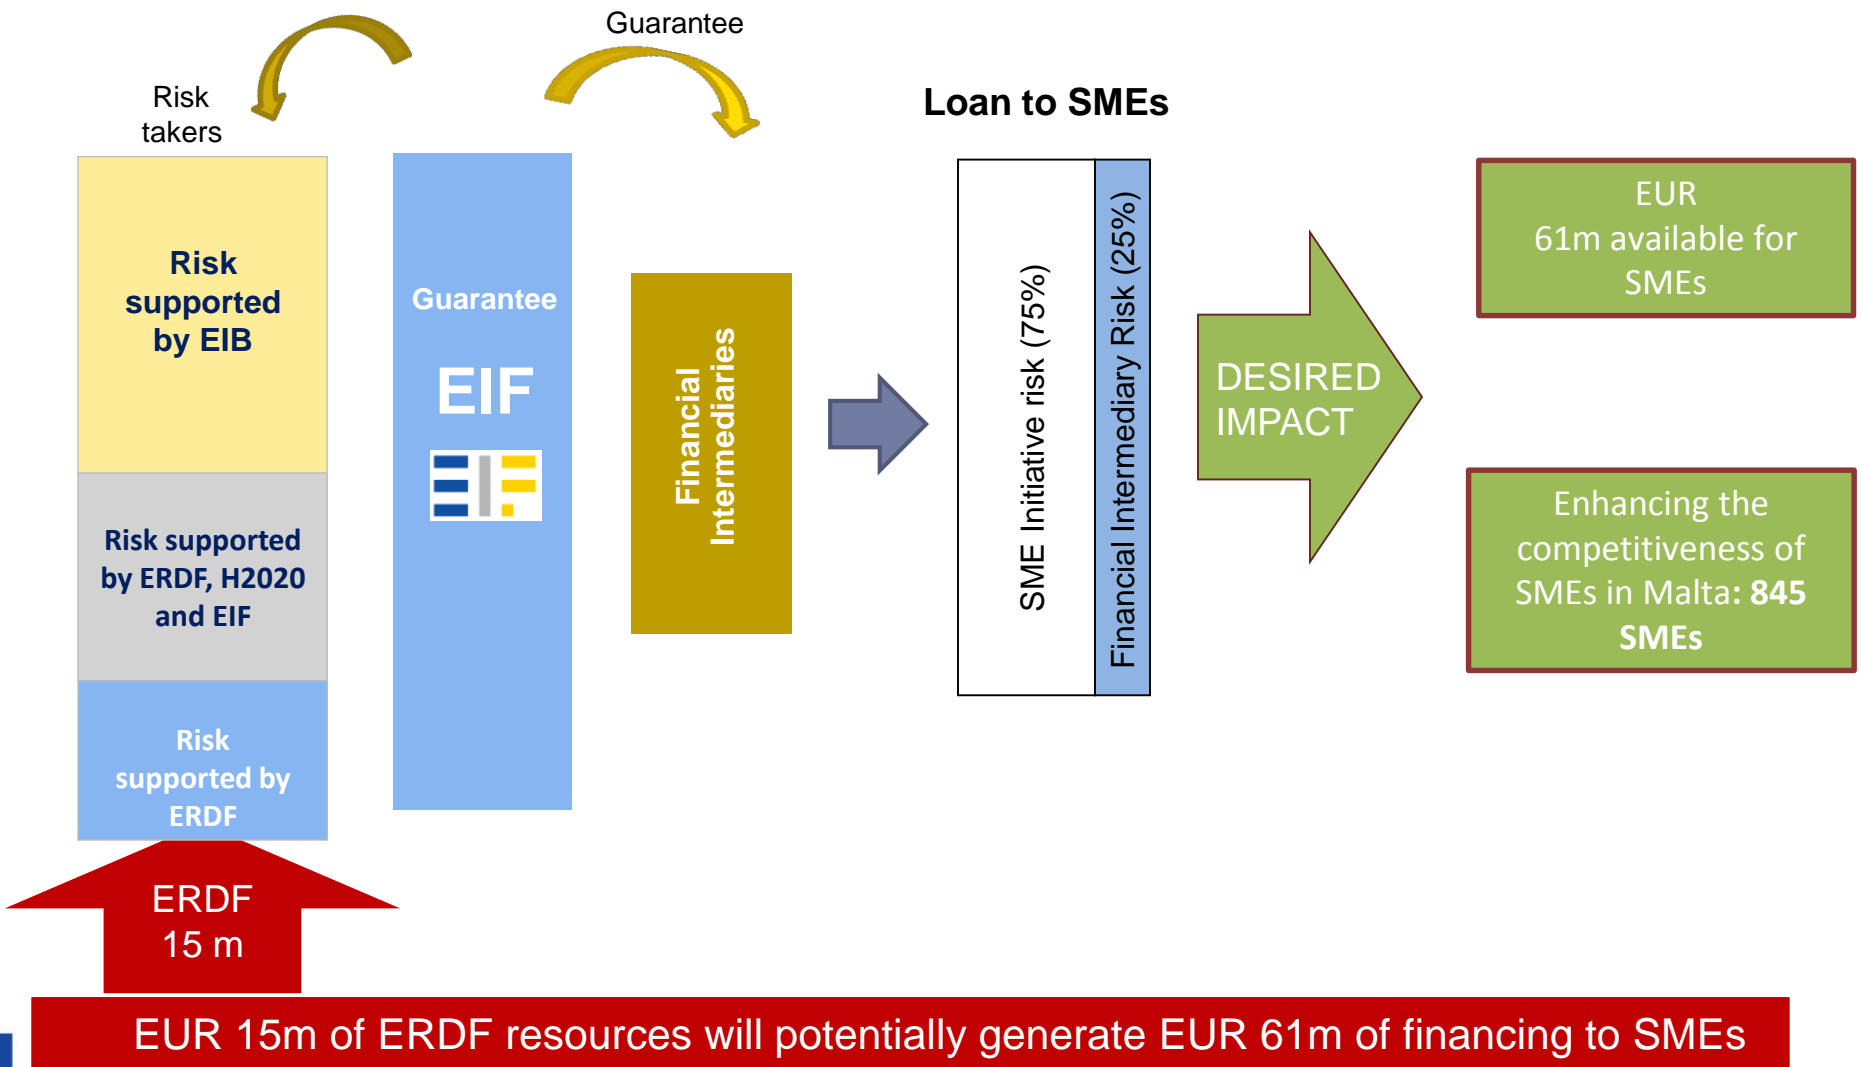 Guarantee
Risk
takers
Loan to SMEs
Risk
supported
by EIB
Risk supported
by ERDF, H2020
and EIF
Risk
supported by
ERDF
Guarantee
EIF
EIF
Financial
Intermediaries
SME Initiative risk (75%)
Financial Intermediary Risk (25%)
DESIRED
IMPACT
EUR
61m available for
SMEs
Enhancing the
competitiveness of
SMEs in Malta: 845
SMEs
ERDF
15 m
EUR 15m of ERDF resources will potentially generate EUR 61m of financing to SMEs